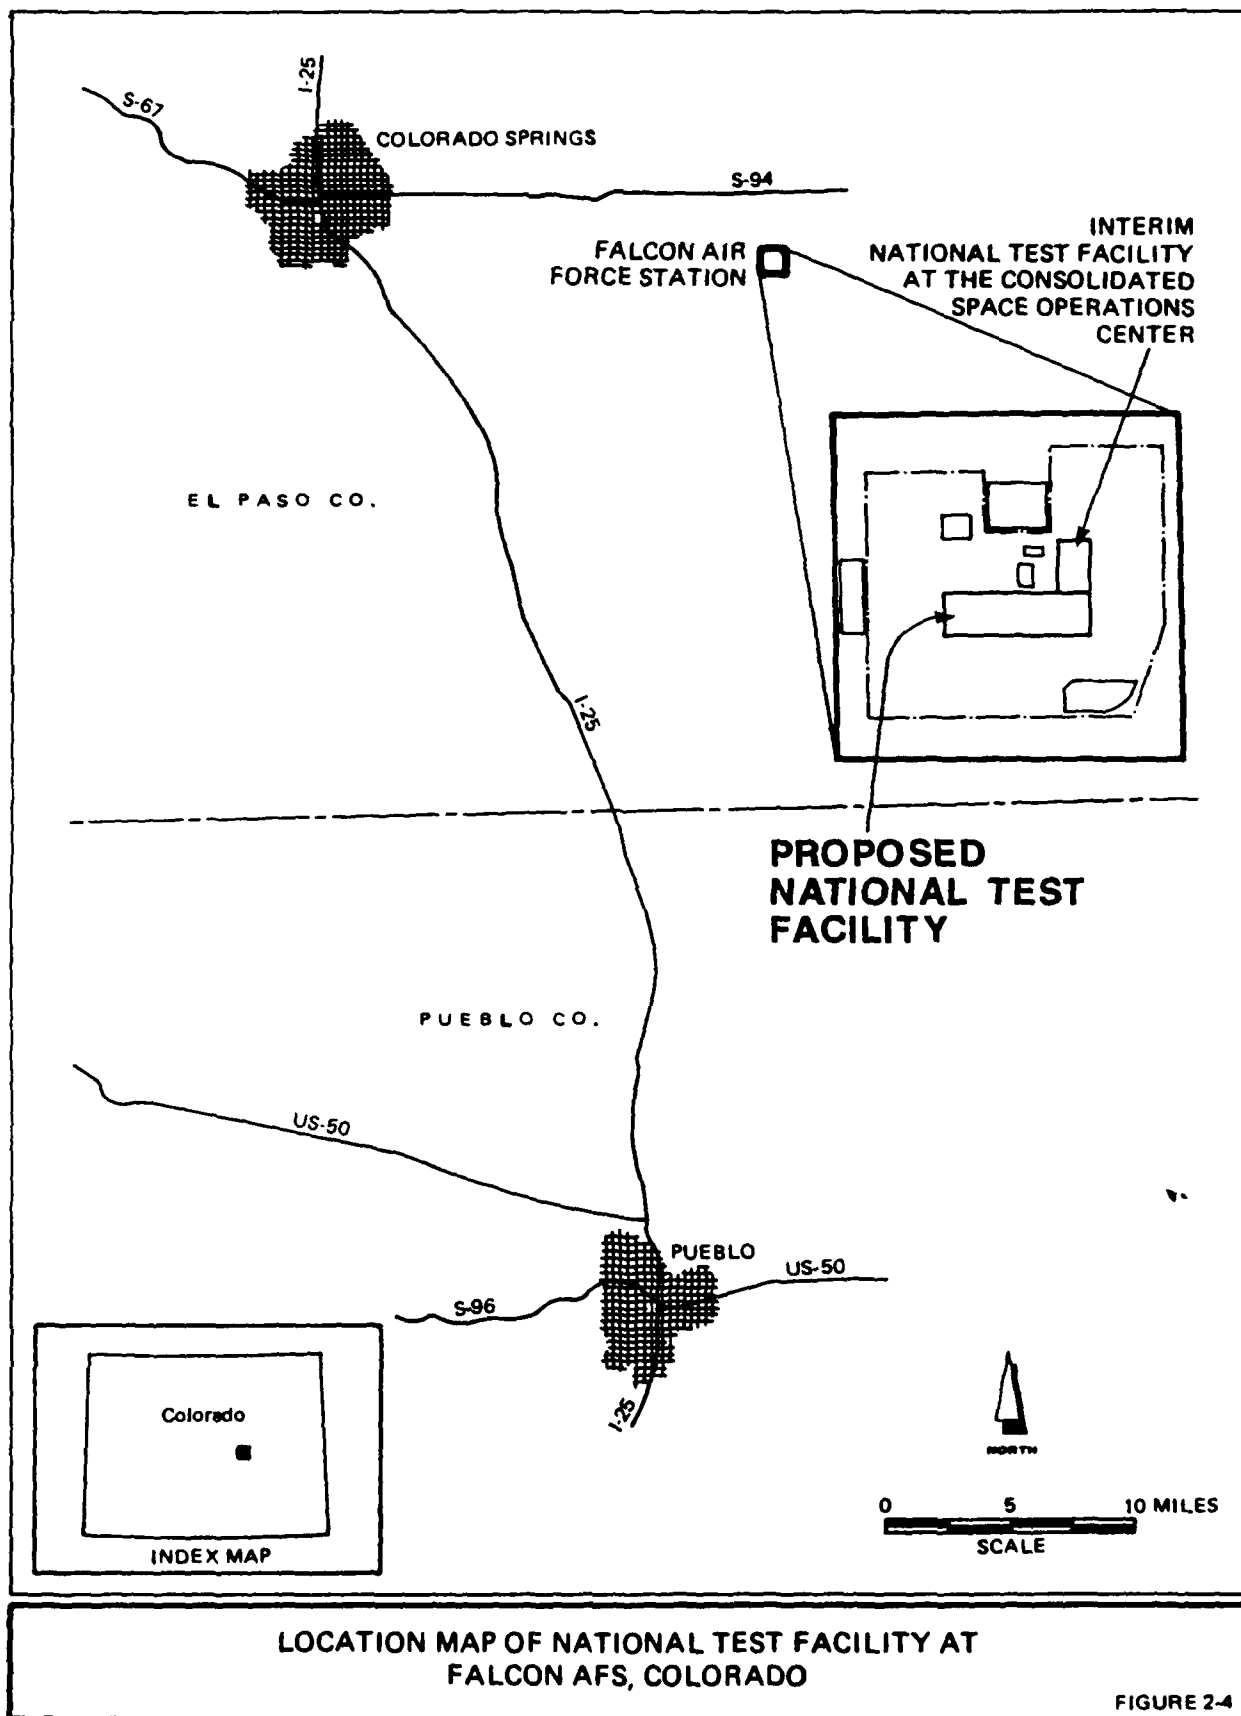 I-25
S-67
COLORADO SPRINGS
S-94
INTERIM
NATIONAL TEST FACILITY
AT THE CONSOLIDATED
SPACE OPERATIONS
CENTER
FALCON AIR
FORCE STATION
EL PASO CO.
I-25
PROPOSED
NATIONAL TEST
FACILITY
PUEBLO CO.
US-50
PUEBLO
US-50
S-96
I-25
Colorado
INDEX MAP
NORTH
0 5 10 MILES
SCALE
LOCATION MAP OF NATIONAL TEST FACILITY AT
FALCON AFS, COLORADO
FIGURE 2-4